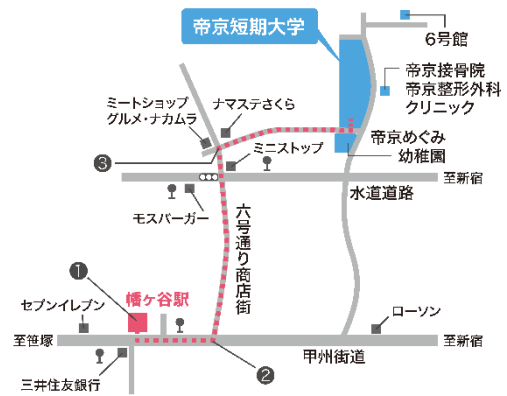 帝京短期大学
6号館
帝京接骨院
帝京整形外科
クリニック
ミートショップ
グルメ・ナカムラ
ナマステさくら
❸
ミニストップ
帝京めぐみ
幼稚園
至新宿
水道道路
モスバーガー
六号通り商店街
❶
幡ヶ谷駅
セブンイレブン
ローソン
至笹塚
甲州街道
至新宿
三井住友銀行
❷